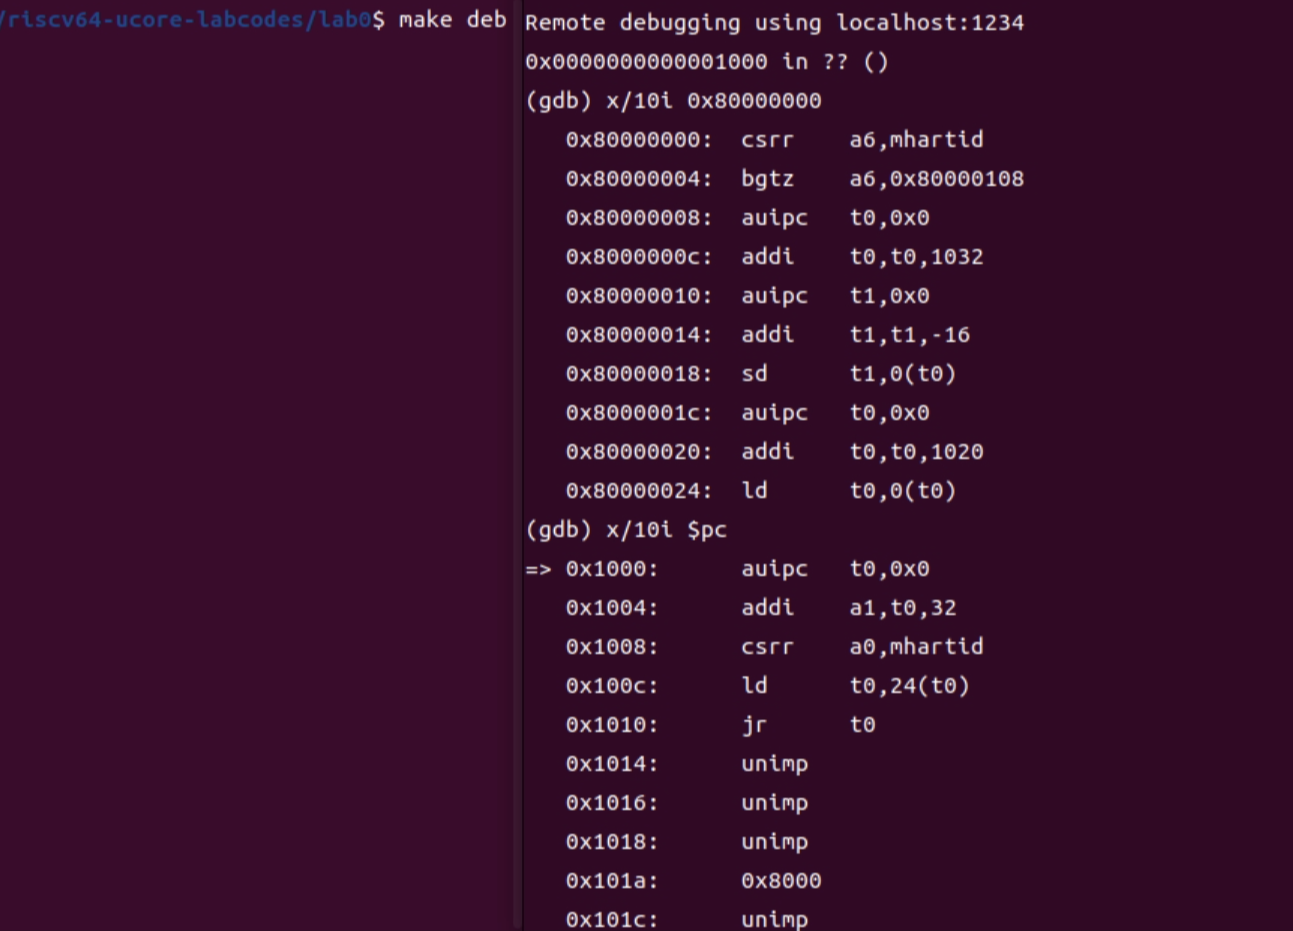 /riscv64-ucore-labcodes/lab0$ make deb
Remote debugging using localhost:1234
0x0000000000001000 in ?? ()
(gdb) x/10i 0x80000000
   0x80000000:	csrr	a6,mhartid
   0x80000004:	bgtz	a6,0x80000108
   0x80000008:	auipc	t0,0x0
   0x8000000c:	addi	t0,t0,1032
   0x80000010:	auipc	t1,0x0
   0x80000014:	addi	t1,t1,-16
   0x80000018:	sd	t1,0(t0)
   0x8000001c:	auipc	t0,0x0
   0x80000020:	addi	t0,t0,1020
   0x80000024:	ld	t0,0(t0)
(gdb) x/10i $pc
=> 0x1000:	auipc	t0,0x0
   0x1004:	addi	a1,t0,32
   0x1008:	csrr	a0,mhartid
   0x100c:	ld	t0,24(t0)
   0x1010:	jr	t0
   0x1014:	unimp
   0x1016:	unimp
   0x1018:	unimp
   0x101a:	0x8000
   0x101c:	unimp